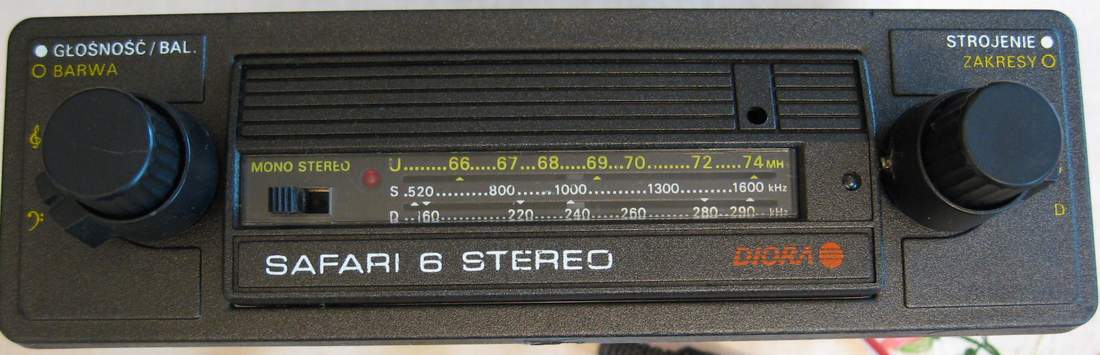 GŁOŚNOŚĆ/BAL.
BARWA
STROJENIE
ZAKRESY
MONO STEREO
U.......66.....67....68.......69....70........72.......74 MH
S .520.........800.......1000.........1300.........1600 kHz
D ..160............220.....240......260........280...290... kHz
SAFARI 6 STEREO
DIORA
D